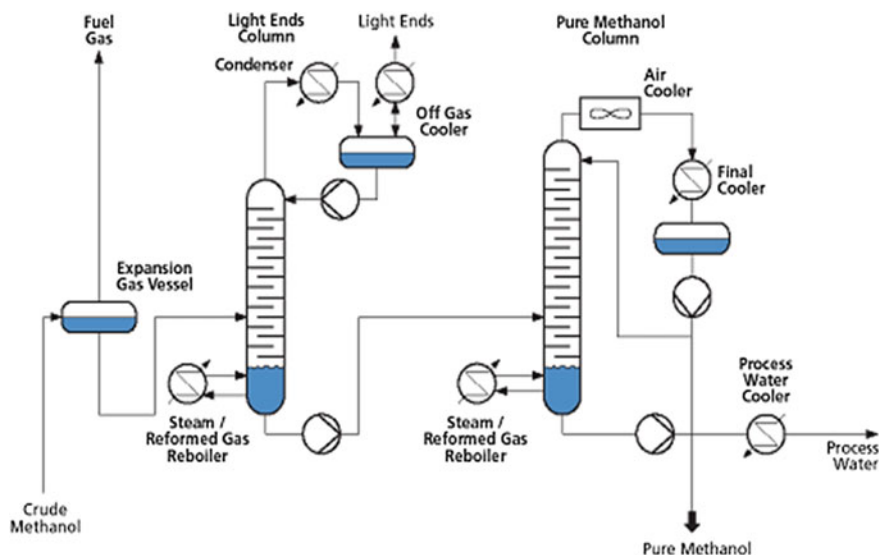 Fuel
Gas
Light Ends
Column
Light Ends
Pure Methanol
Column
Condenser
Off Gas
Cooler
Air
Cooler
Final
Cooler
Expansion
Gas Vessel
Steam /
Reformed Gas
Reboiler
Steam /
Reformed Gas
Reboiler
Process
Water
Cooler
Process
Water
Crude
Methanol
Pure Methanol